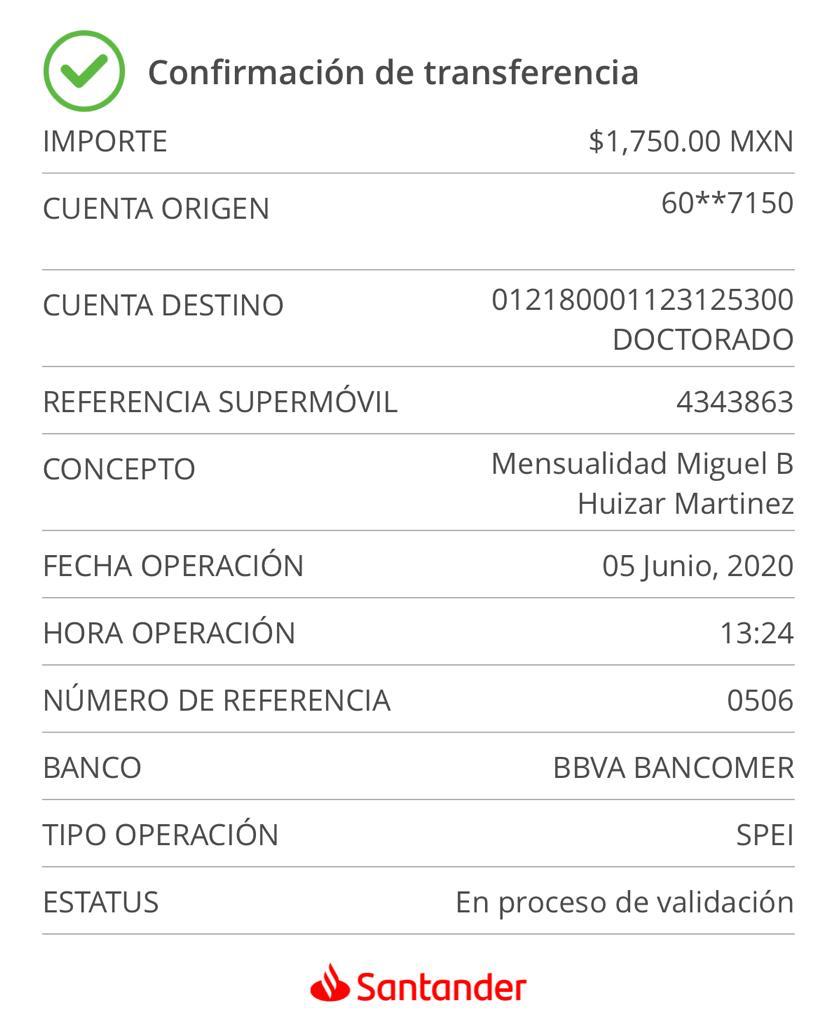 Confirmación de transferencia
IMPORTE $1,750.00 MXN
CUENTA ORIGEN 60**7150
CUENTA DESTINO 012180001123125300
DOCTORADO
REFERENCIA SUPERMÓVIL 4343863
CONCEPTO Mensualidad Miguel B
Huizar Martinez
FECHA OPERACIÓN 05 Junio, 2020
HORA OPERACIÓN 13:24
NÚMERO DE REFERENCIA 0506
BANCO BBVA BANCOMER
TIPO OPERACIÓN SPEI
ESTATUS En proceso de validación
Santander